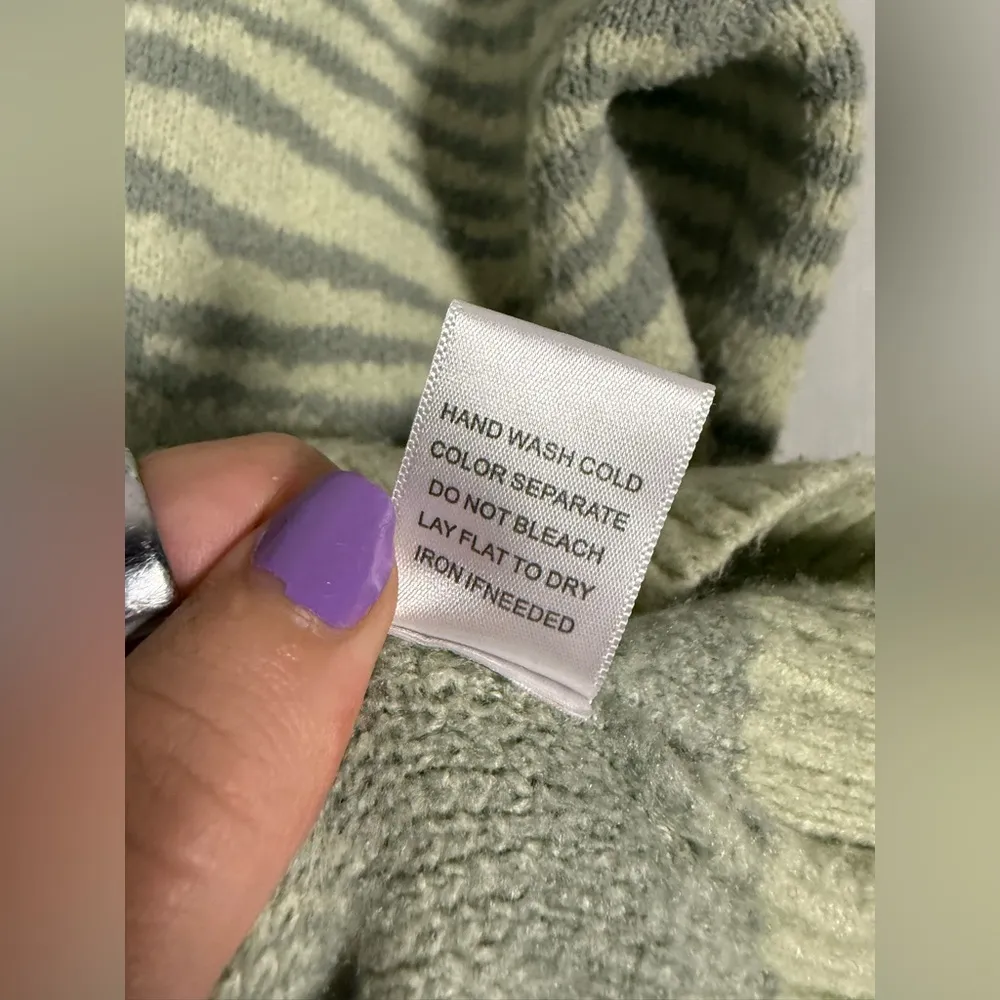 HAND WASH COLD
COLOR SEPARATE
DO NOT BLEACH
LAY FLAT TO DRY
IRON IFNEEDED